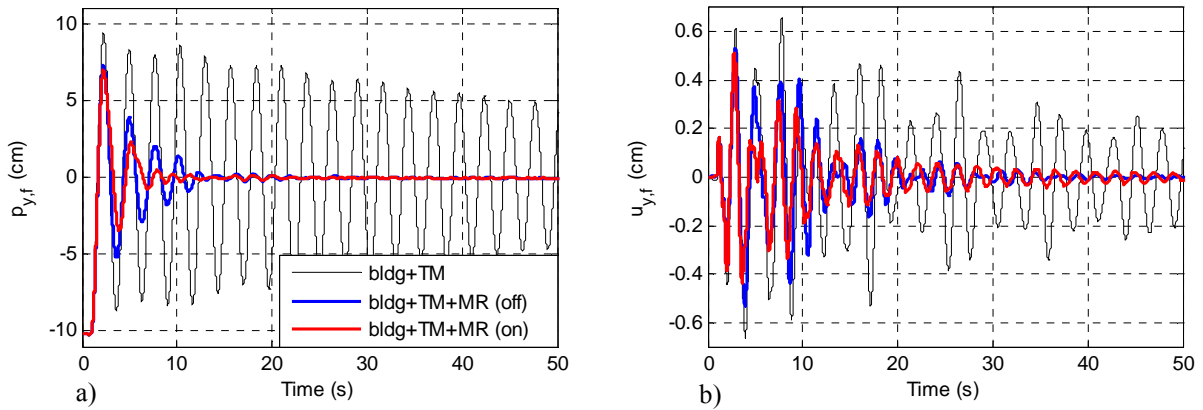 10
5
0
-5
-10
p_y,f (cm)
0 10 20 30 40 50
Time (s)
bldg+TM
bldg+TM+MR (off)
bldg+TM+MR (on)
a)
0.6
0.4
0.2
0
-0.2
-0.4
-0.6
u_y,f (cm)
0 10 20 30 40 50
Time (s)
b)